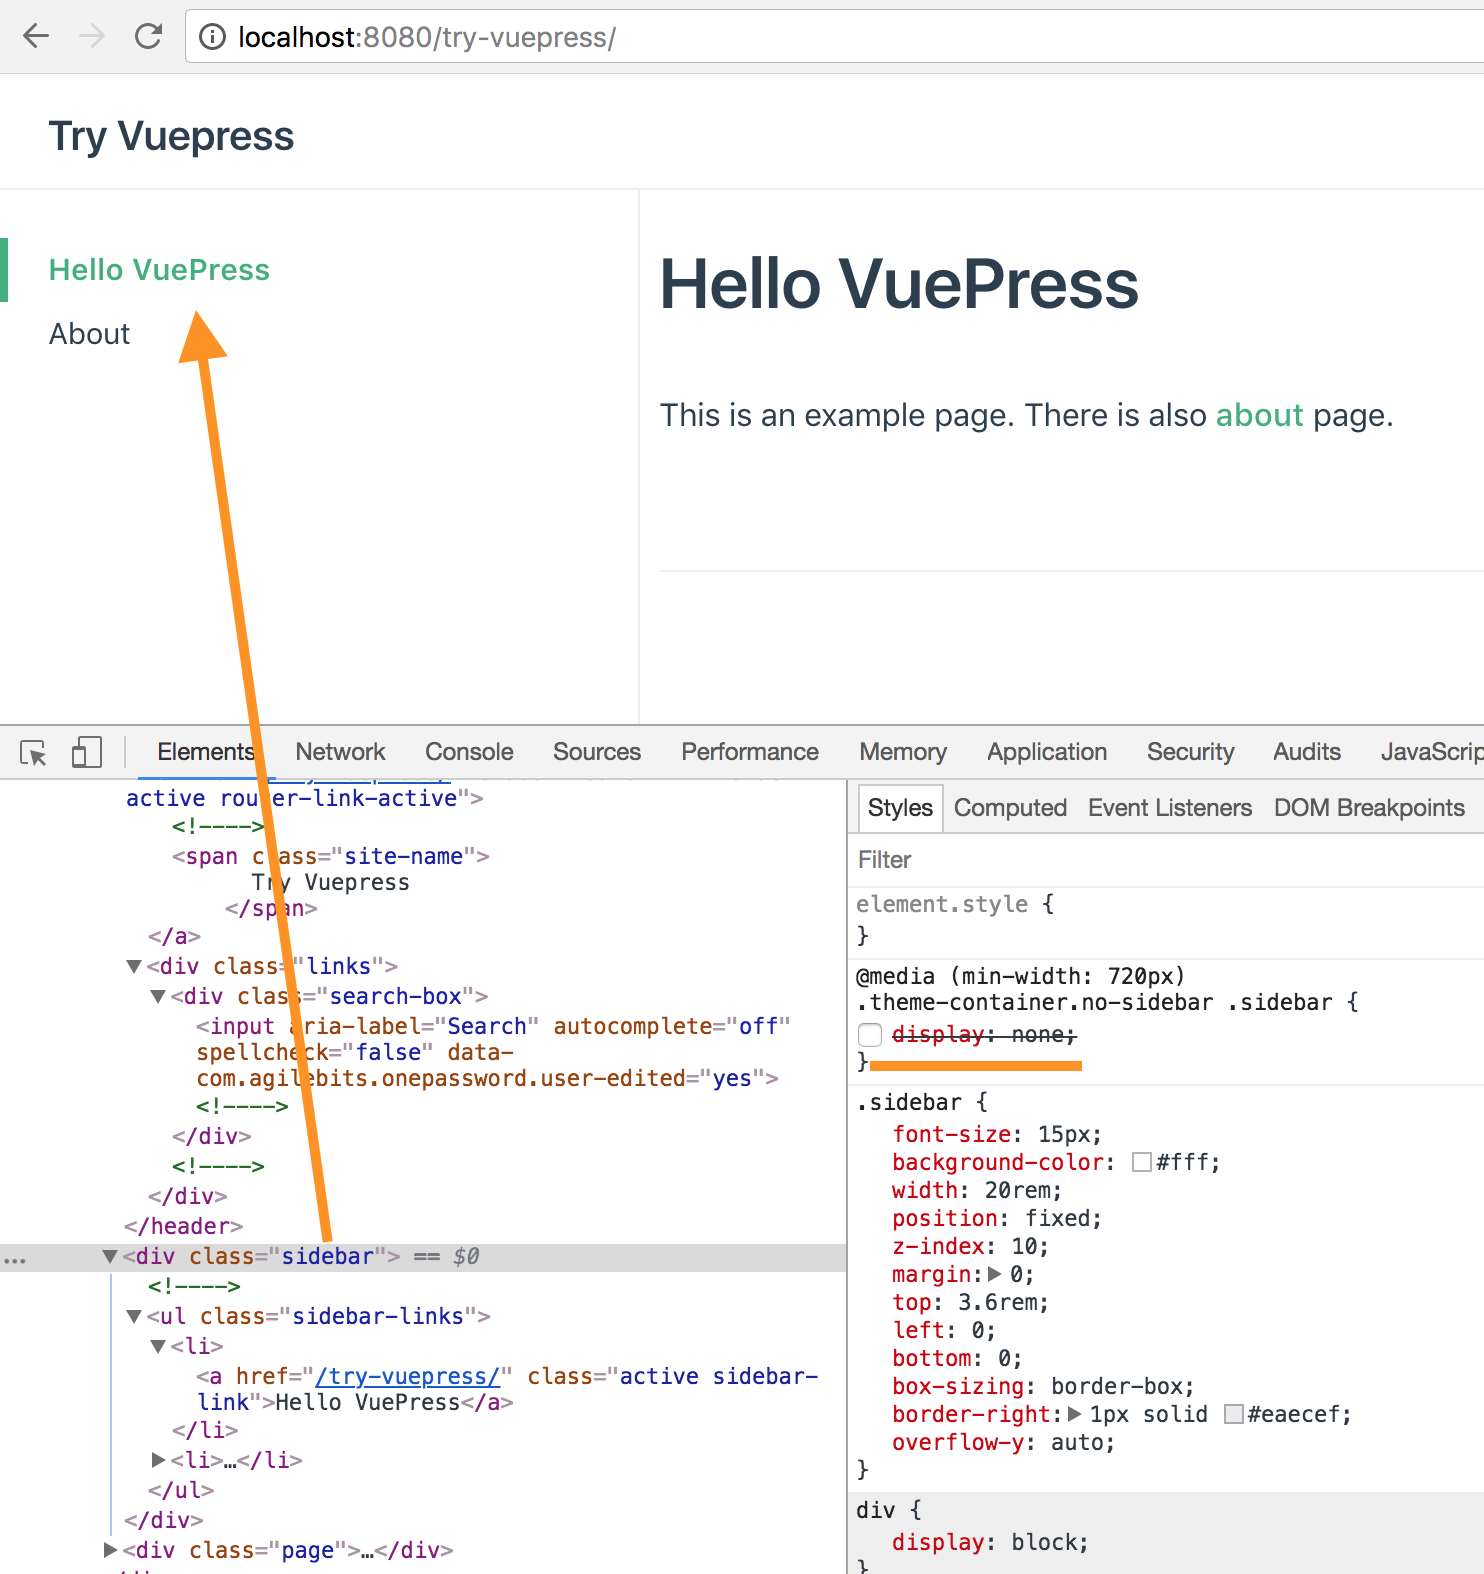 localhost:8080/try-vuepress/
Try Vuepress
Hello VuePress
About
Hello VuePress
This is an example page. There is also about page.
Elements Network Console Sources Performance Memory Application Security Audits JavaScrip
active router-link-active">
<!---->
<span class="site-name">
Try Vuepress
</span>
</a>
▼<div class="links">
▼<div class="search-box">
<input aria-label="Search" autocomplete="off"
spellcheck="false" data-
com.agilebits.onepassword.user-edited="yes">
<!---->
</div>
<!---->
</div>
</header>
… ▼<div class="sidebar"> == $0
<!---->
▼<ul class="sidebar-links">
▼<li>
<a href="/try-vuepress/" class="active sidebar-
link">Hello VuePress</a>
</li>
▶<li>…</li>
</ul>
</div>
▶<div class="page">…</div>
Styles Computed Event Listeners DOM Breakpoints
Filter
element.style {
}
@media (min-width: 720px)
.theme-container.no-sidebar .sidebar {
display: none;
}
.sidebar {
font-size: 15px;
background-color: #fff;
width: 20rem;
position: fixed;
z-index: 10;
margin:▶0;
top: 3.6rem;
left: 0;
bottom: 0;
box-sizing: border-box;
border-right:▶1px solid #eaecef;
overflow-y: auto;
}
div {
display: block;
}